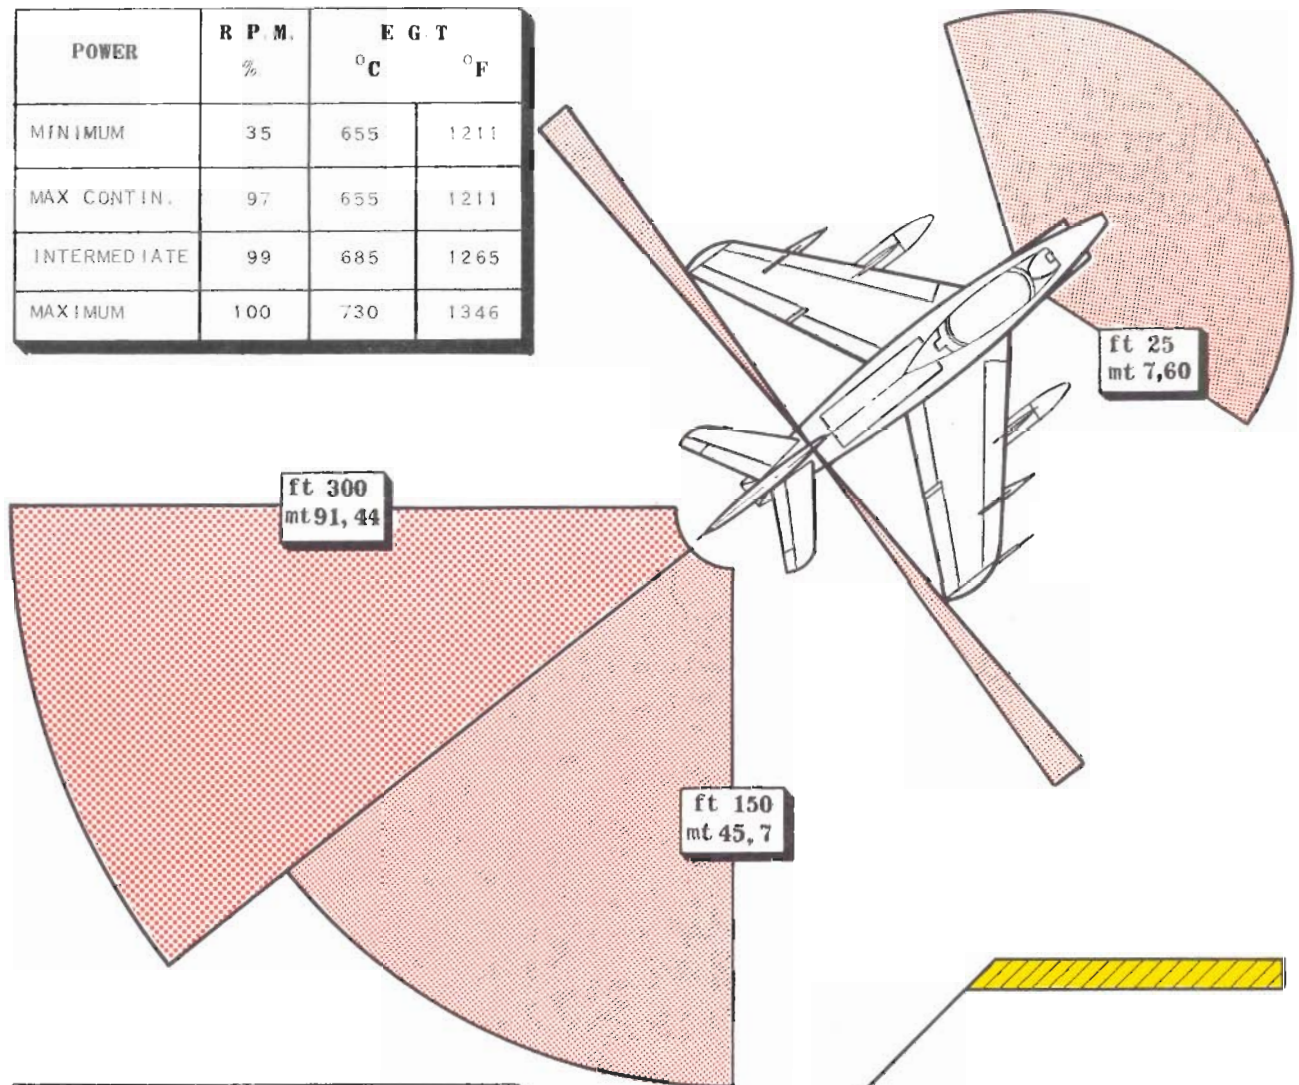 POWER R P.M. E G T
% °C °F
MINIMUM 35 655 1211
MAX CONTIN. 97 655 1211
INTERMEDIATE 99 685 1265
MAXIMUM 100 730 1346
ft 25
mt 7,60
ft 300
mt 91,44
ft 150
mt 45,7